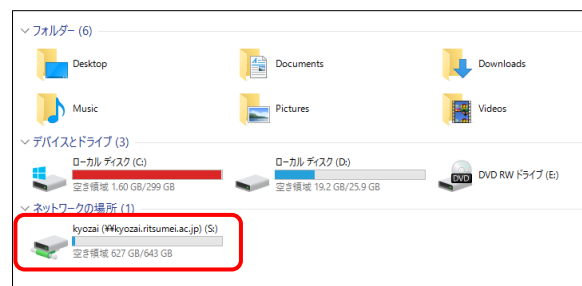 フォルダー (6)
Desktop
Documents
Downloads
Music
Pictures
Videos
デバイスとドライブ (3)
ローカル ディスク (C:)
空き領域 1.60 GB/299 GB
ローカル ディスク (D:)
空き領域 19.2 GB/25.9 GB
DVD RW ドライブ (E:)
DVD
ネットワークの場所 (1)
kyozai (¥¥kyozai.ritsumei.ac.jp) (S:)
空き領域 627 GB/643 GB